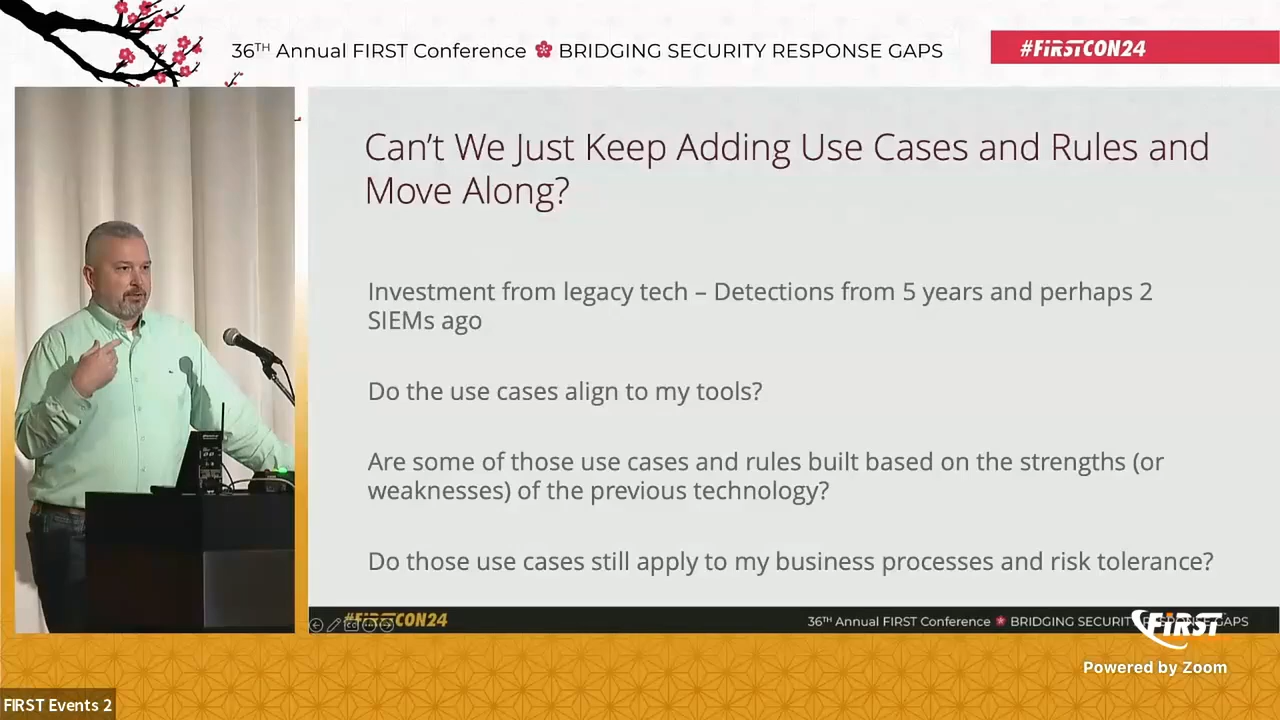 36TH Annual FIRST Conference BRIDGING SECURITY RESPONSE GAPS
#FiRSTCON24
Can't We Just Keep Adding Use Cases and Rules and
Move Along?
Investment from legacy tech – Detections from 5 years and perhaps 2
SIEMs ago
Do the use cases align to my tools?
Are some of those use cases and rules built based on the strengths (or
weaknesses) of the previous technology?
Do those use cases still apply to my business processes and risk tolerance?
#FiRSTCON24
36TH Annual FIRST Conference BRIDGING SECURITY RESPONSE GAPS
FiRST
Powered by Zoom
FIRST Events 2